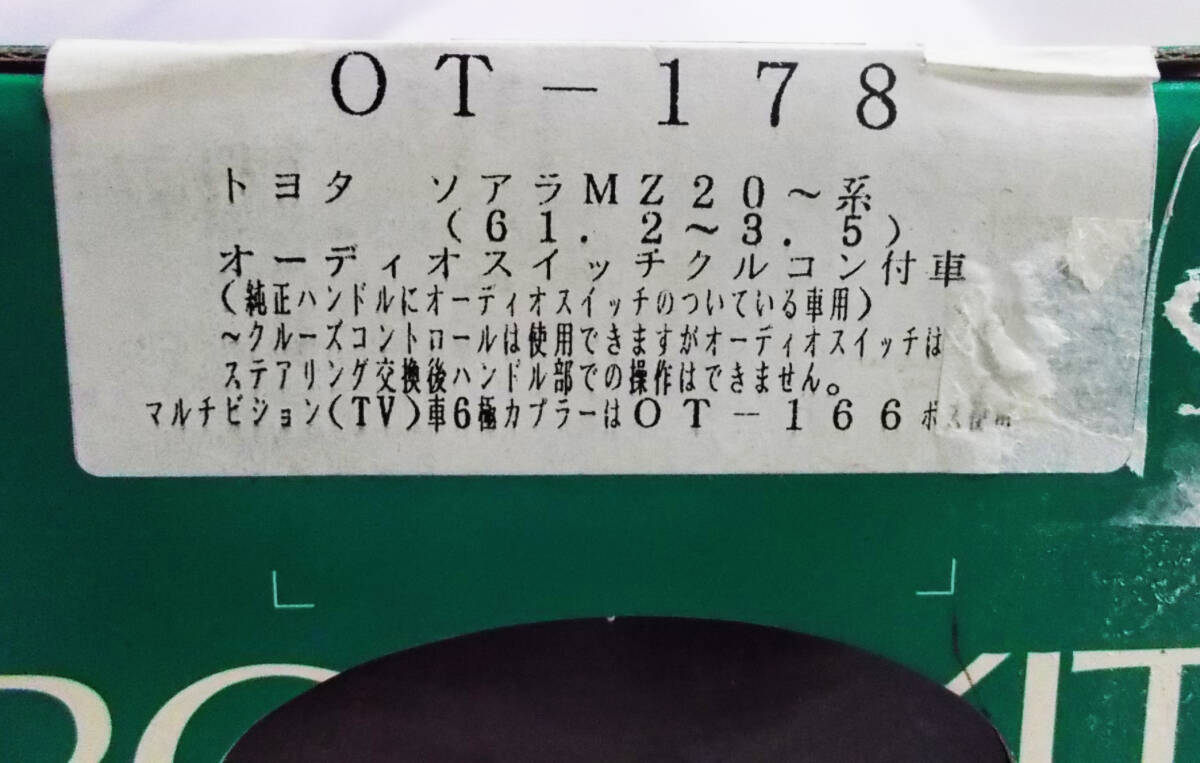 OT－178
トヨタ　ソアラMZ20～系
(61.2～3.5)
オーディオスイッチクルコン付車
(純正ハンドルにオーディオスイッチのついている車用)
～クルーズコントロールは使用できますがオーディオスイッチは
ステアリング交換後ハンドル部での操作はできません。
マルチビジョン(TV)車6極カプラーはOT－166ボス